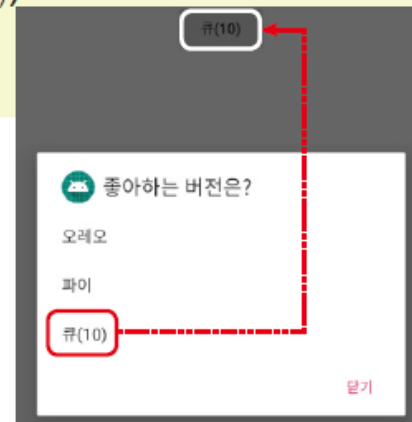 큐(10)
좋아하는 버전은?
오레오
파이
큐(10)
닫기